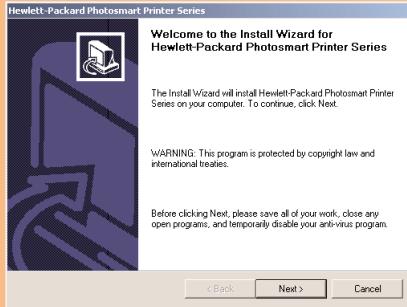 Hewlett-Packard Photosmart Printer Series
Welcome to the Install Wizard for
Hewlett-Packard Photosmart Printer Series
The Install Wizard will install Hewlett-Packard Photosmart Printer
Series on your computer. To continue, click Next.
WARNING: This program is protected by copyright law and
international treaties.
Before clicking Next, please save all of your work, close any
open programs, and temporarily disable your anti-virus program.
< Back
Next >
Cancel